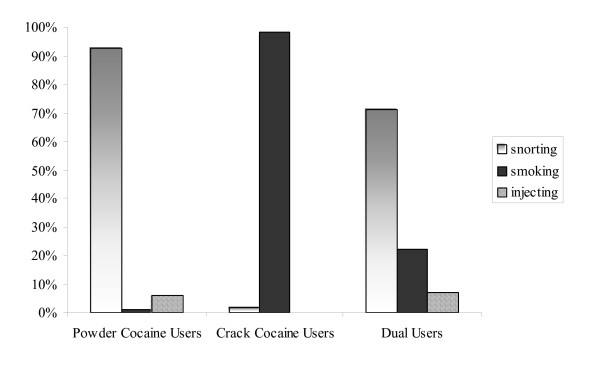 100%
90%
80%
70%
60%
50%
40%
30%
20%
10%
0%
Powder Cocaine Users
Crack Cocaine Users
Dual Users
snorting
smoking
injecting